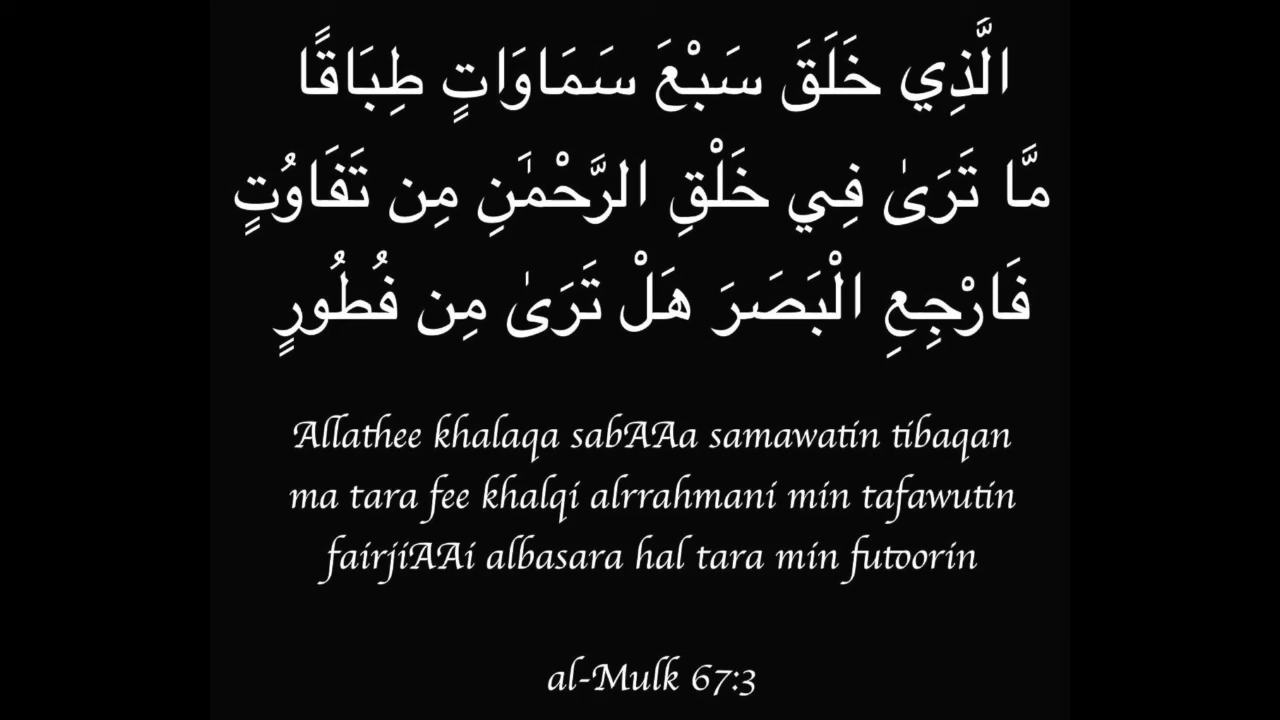 الَّذِي خَلَقَ سَبْعَ سَمَاوَاتٍ طِبَاقًا
مَّا تَرَىٰ فِي خَلْقِ الرَّحْمَٰنِ مِن تَفَاوُتٍ
فَارْجِعِ الْبَصَرَ هَلْ تَرَىٰ مِن فُطُورٍ
Allathee khalaqa sabAAa samawatin tibaqan
ma tara fee khalqi alrrahmani min tafawutin
fairjiAAi albasara hal tara min futoorin
al-Mulk 67:3